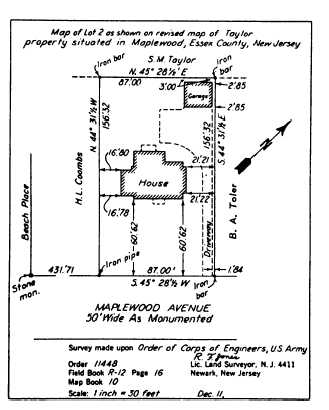 Map of Lot 2 as shown on revised map of Taylor
property situated in Maplewood, Essex County, New Jersey
S.M. Taylor
Iron bar
N. 45° 28½' E
Iron bar
87.00'
3.00'
2.85
Garage
2.85
N. 44° 31½' W
156.32
156.32
S. 44° 31½' E
16.80
21.21
House
16.78
21.22
H.L. Coombs
Beach Place
B. A. Toler
60.62
60.62
Driveway
Iron pipe
431.71
87.00'
1.84
S. 45° 28½' W
Iron bar
Stone mon.
MAPLEWOOD AVENUE
50' Wide As Monumented
Survey made upon Order of Corps of Engineers, U.S. Army
R. F. Jones
Order 11448
Lic. Land Surveyor, N. J. 4411
Field Book R-12 Page 16
Newark, New Jersey
Map Book 10
Scale: 1 inch = 30 feet
Dec. 11,